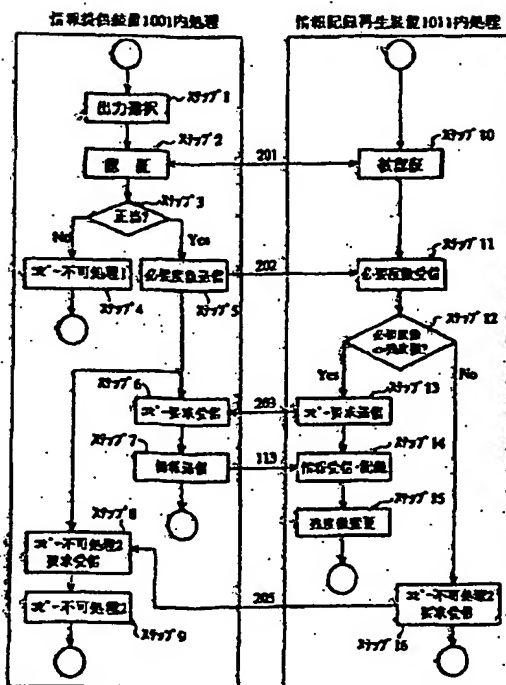 情報提供装置1001内処理
情報記録再生装置1011内処理
ステップ1
出力選択
ステップ2
認証
201
ステップ10
被認証
ステップ3
正当?
No
Yes
コピー不可処理1
ステップ4
必要度数送信
ステップ5
202
ステップ11
必要度数受信
ステップ12
必要度数
Yes
No
ステップ6
コピー要求受信
203
ステップ13
コピー要求送信
ステップ7
情報送信
113
ステップ14
情報受信・記録
ステップ15
残度数変更
ステップ8
コピー不可処理2
要求受信
205
コピー不可処理2
要求受信
ステップ16
コピー不可処理2
ステップ9